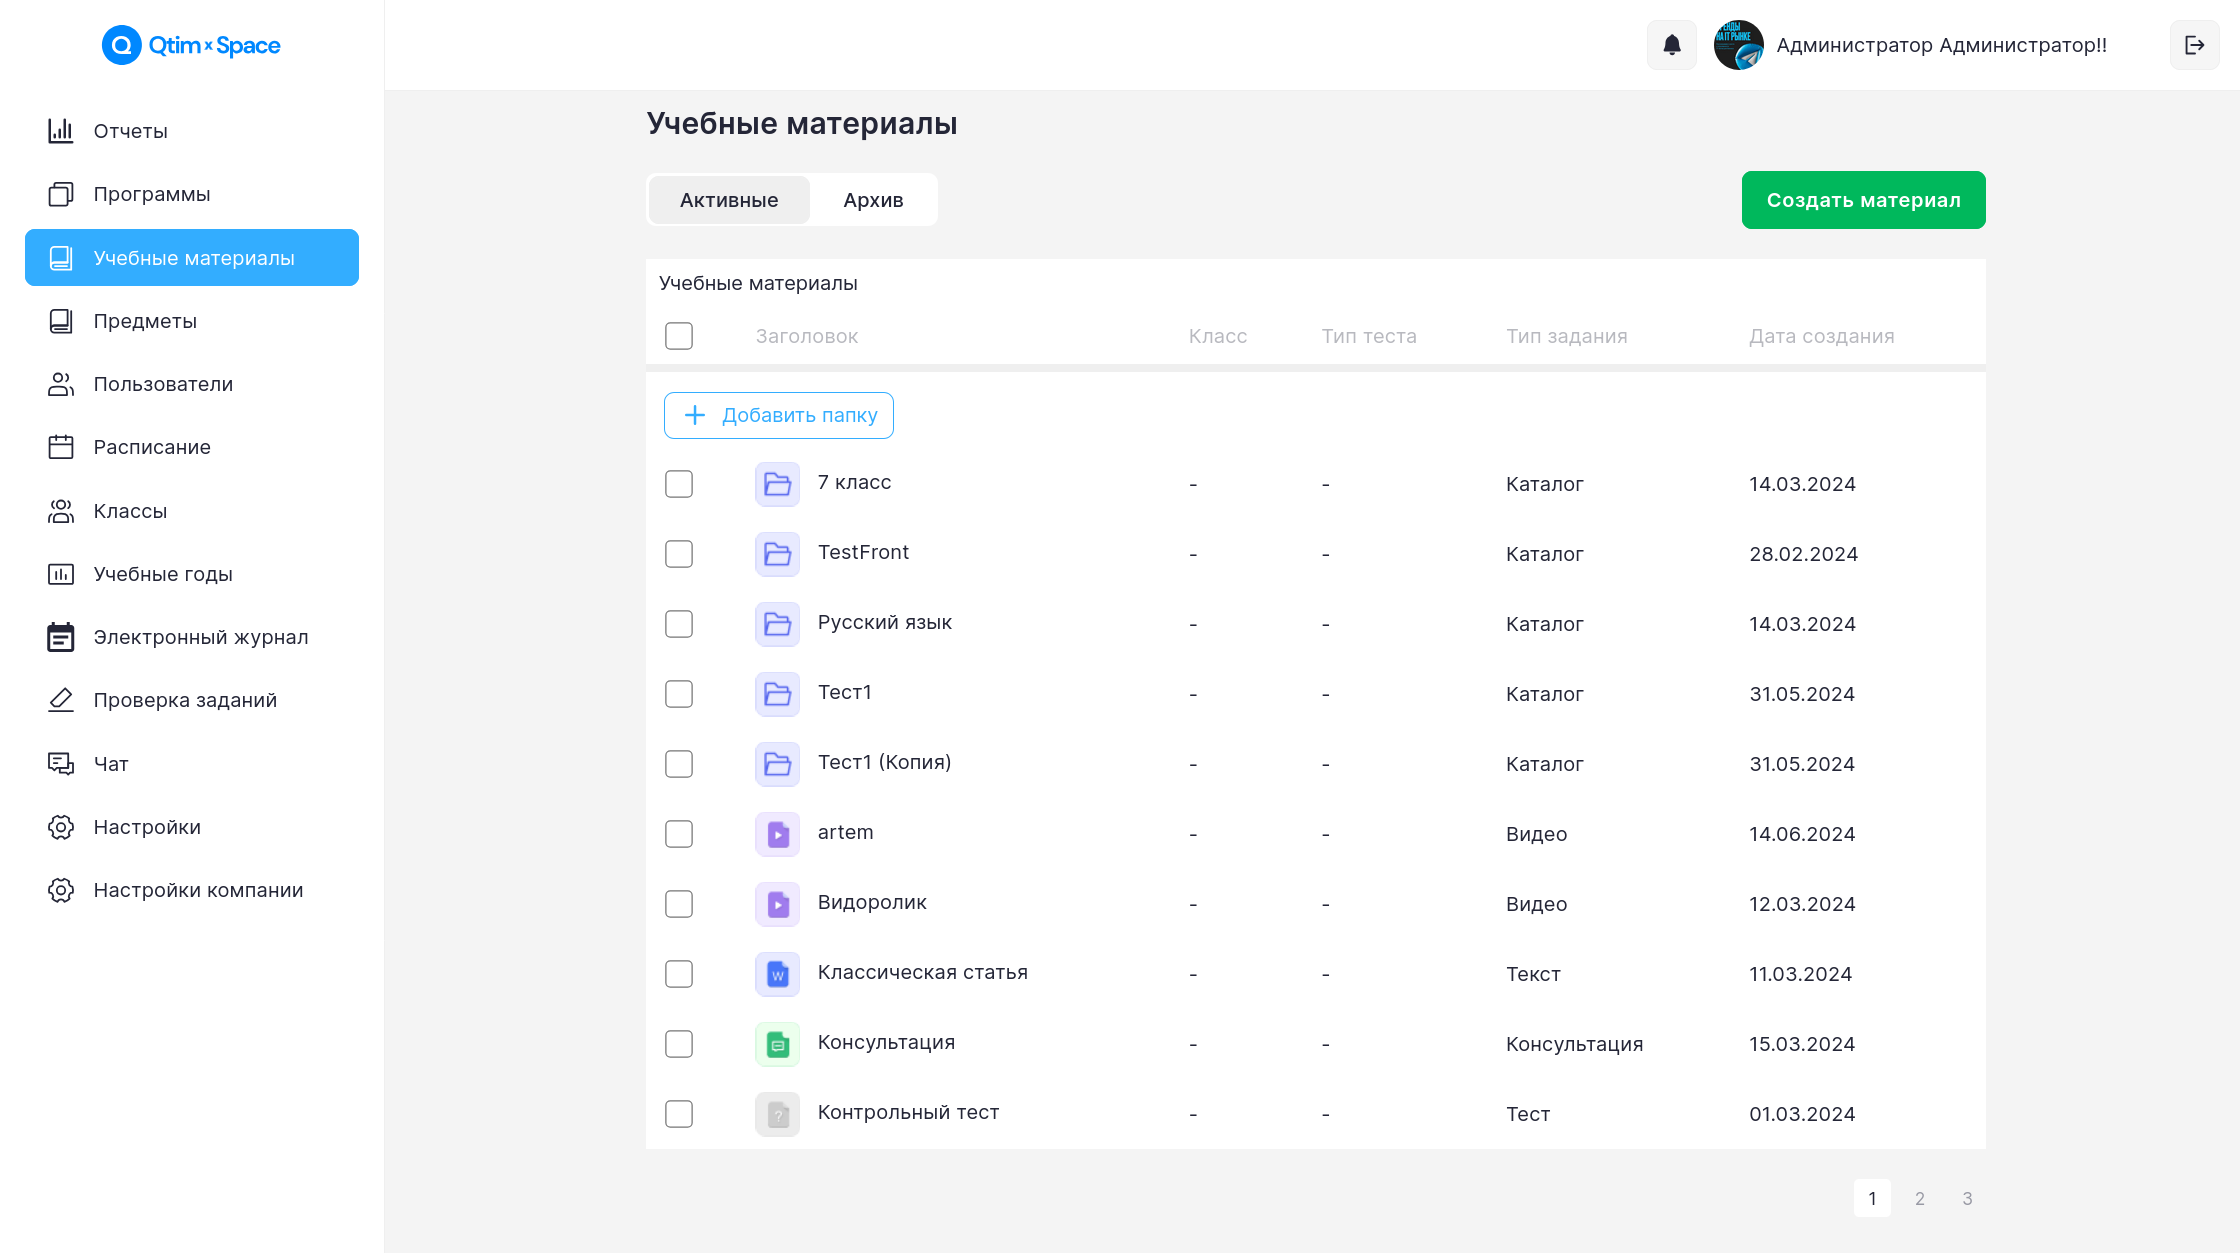 Qtim × Space
Администратор Администратор!!
Отчеты
Программы
Учебные материалы
Предметы
Пользователи
Расписание
Классы
Учебные годы
Электронный журнал
Проверка заданий
Чат
Настройки
Настройки компании
Учебные материалы
Активные Архив Создать материал
Учебные материалы
Заголовок Класс Тип теста Тип задания Дата создания
Добавить папку
7 класс - - Каталог 14.03.2024
TestFront - - Каталог 28.02.2024
Русский язык - - Каталог 14.03.2024
Тест1 - - Каталог 31.05.2024
Тест1 (Копия) - - Каталог 31.05.2024
artem - - Видео 14.06.2024
Видоролик - - Видео 12.03.2024
Классическая статья - - Текст 11.03.2024
Консультация - - Консультация 15.03.2024
Контрольный тест - - Тест 01.03.2024
1 2 3